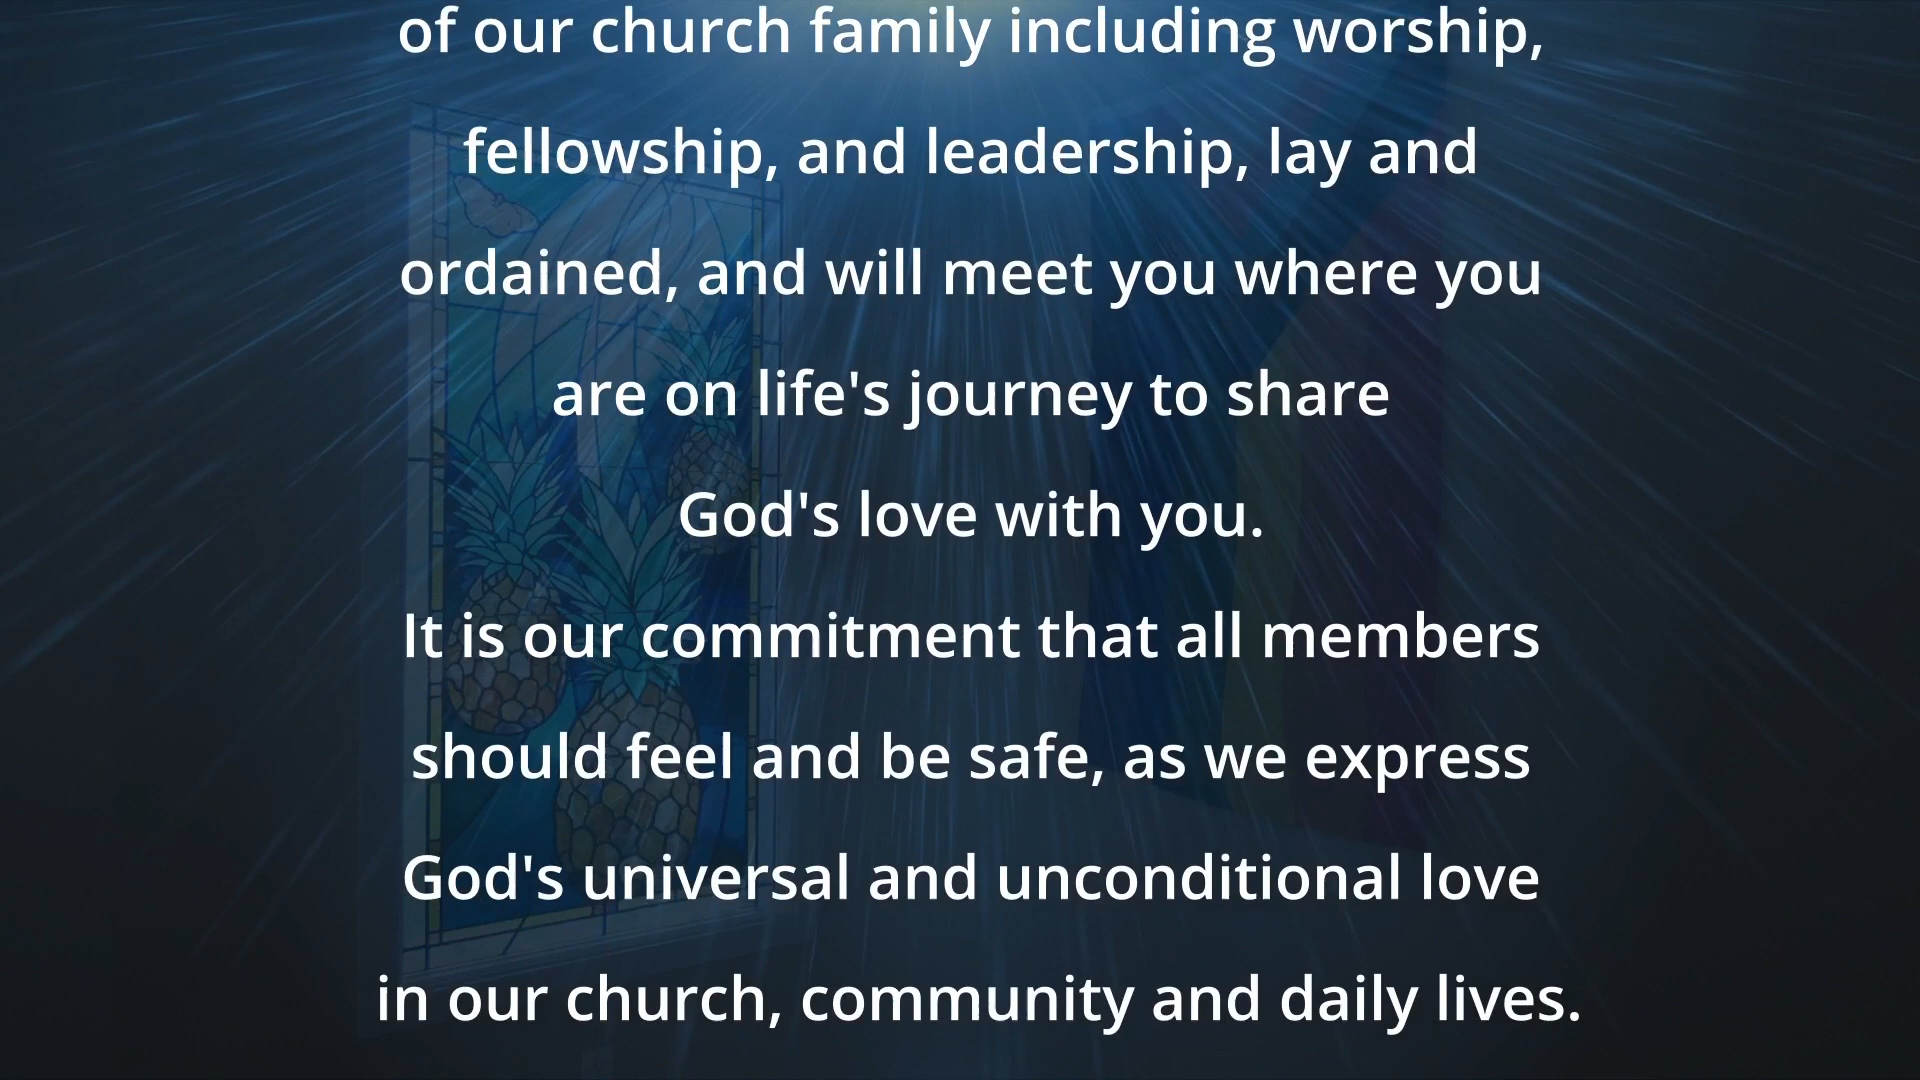 of our church family including worship,
fellowship, and leadership, lay and
ordained, and will meet you where you
are on life's journey to share
God's love with you.
It is our commitment that all members
should feel and be safe, as we express
God's universal and unconditional love
in our church, community and daily lives.